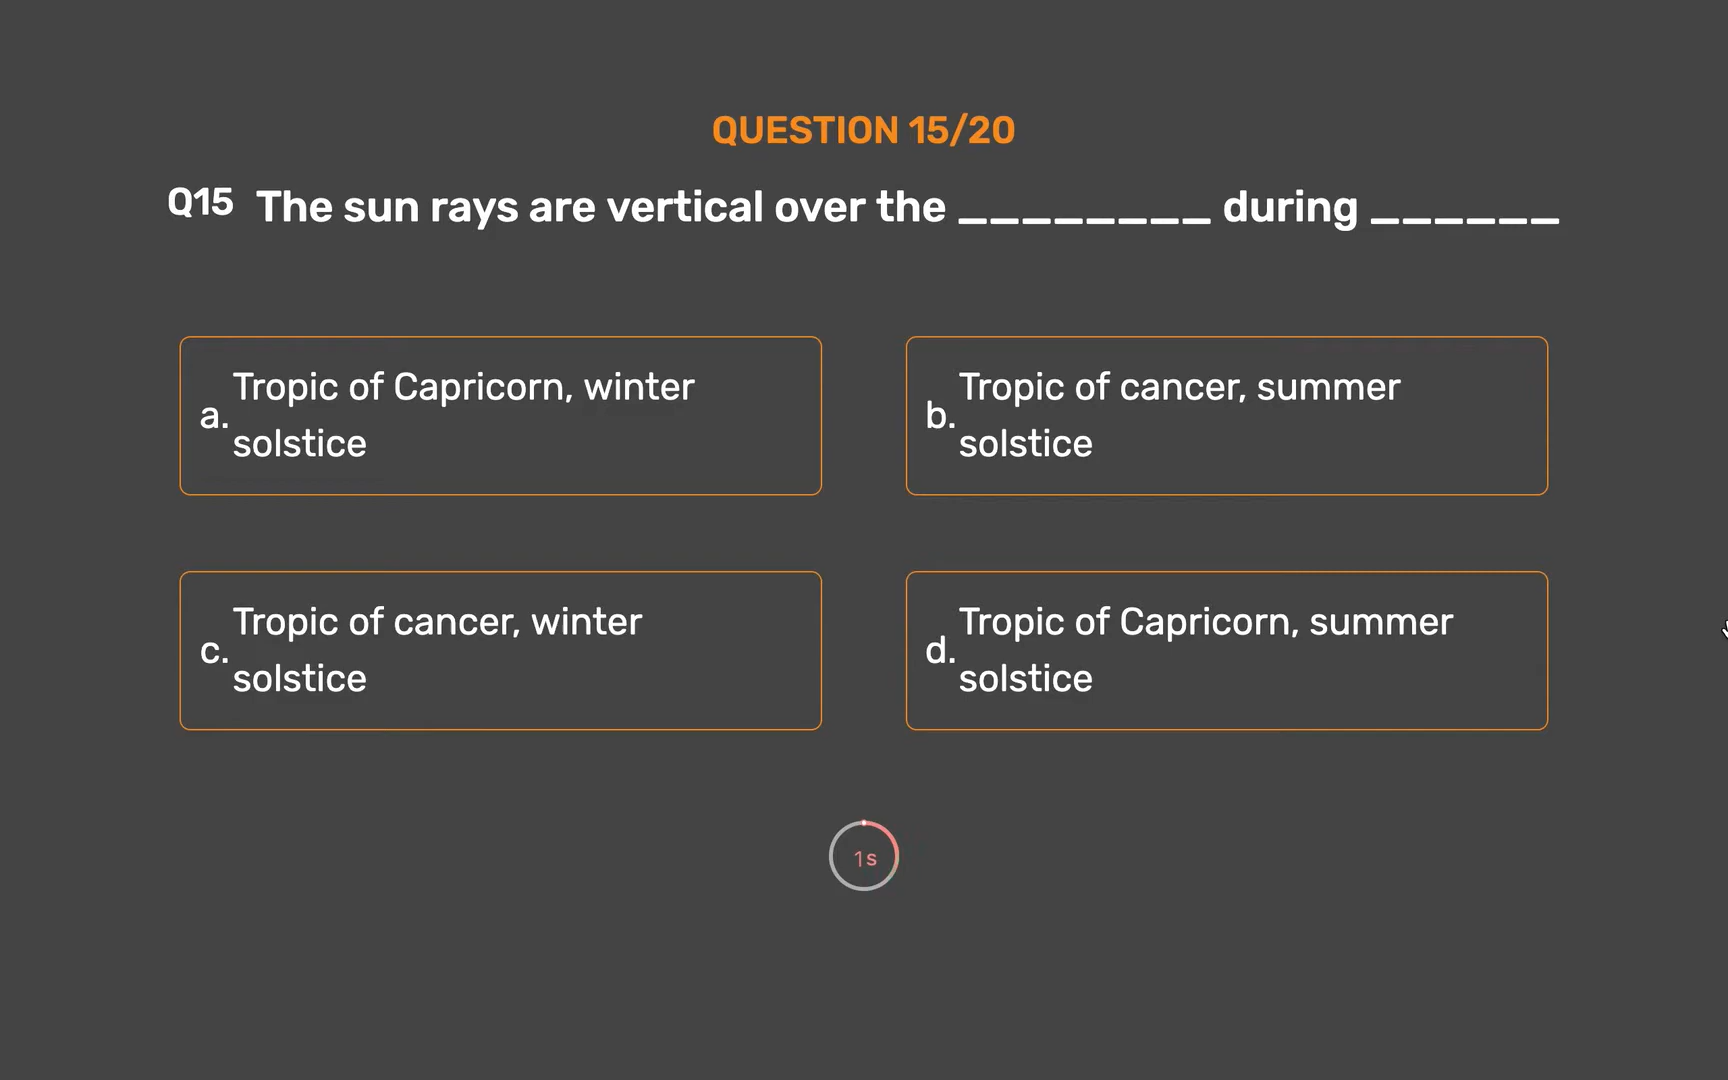 QUESTION 15/20
Q15 The sun rays are vertical over the ________ during ______
a. Tropic of Capricorn, winter
solstice
b. Tropic of cancer, summer
solstice
c. Tropic of cancer, winter
solstice
d. Tropic of Capricorn, summer
solstice
1s